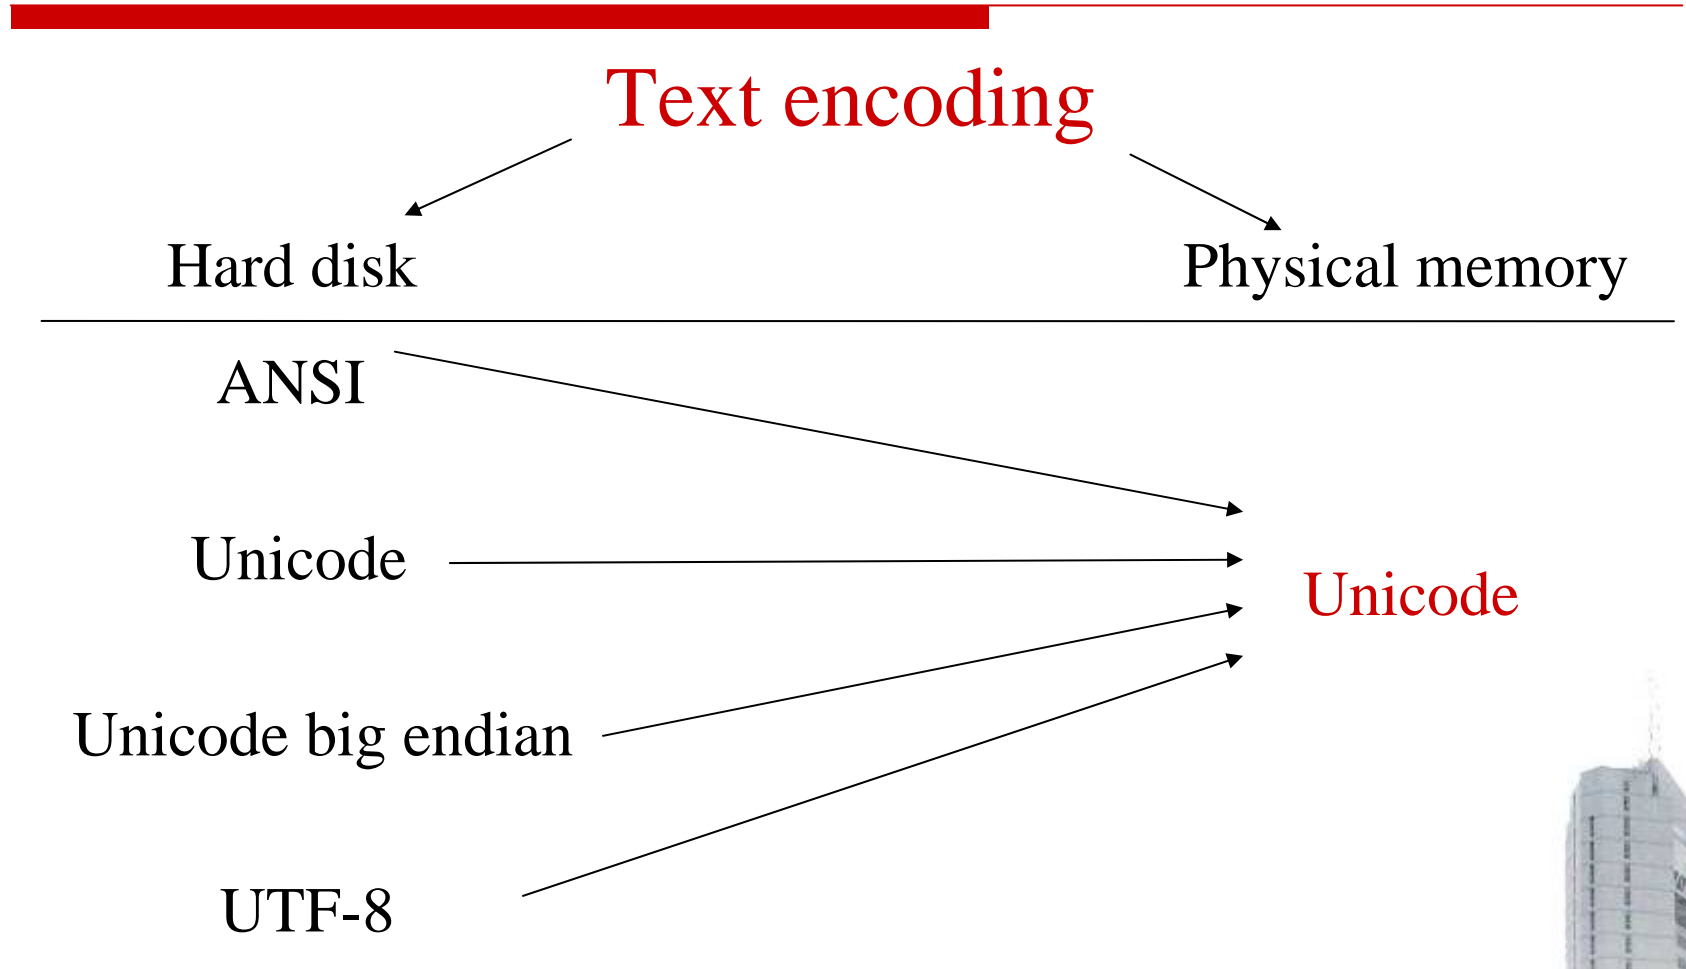 Text encoding
Hard disk
Physical memory
ANSI
Unicode
Unicode
Unicode big endian
UTF-8